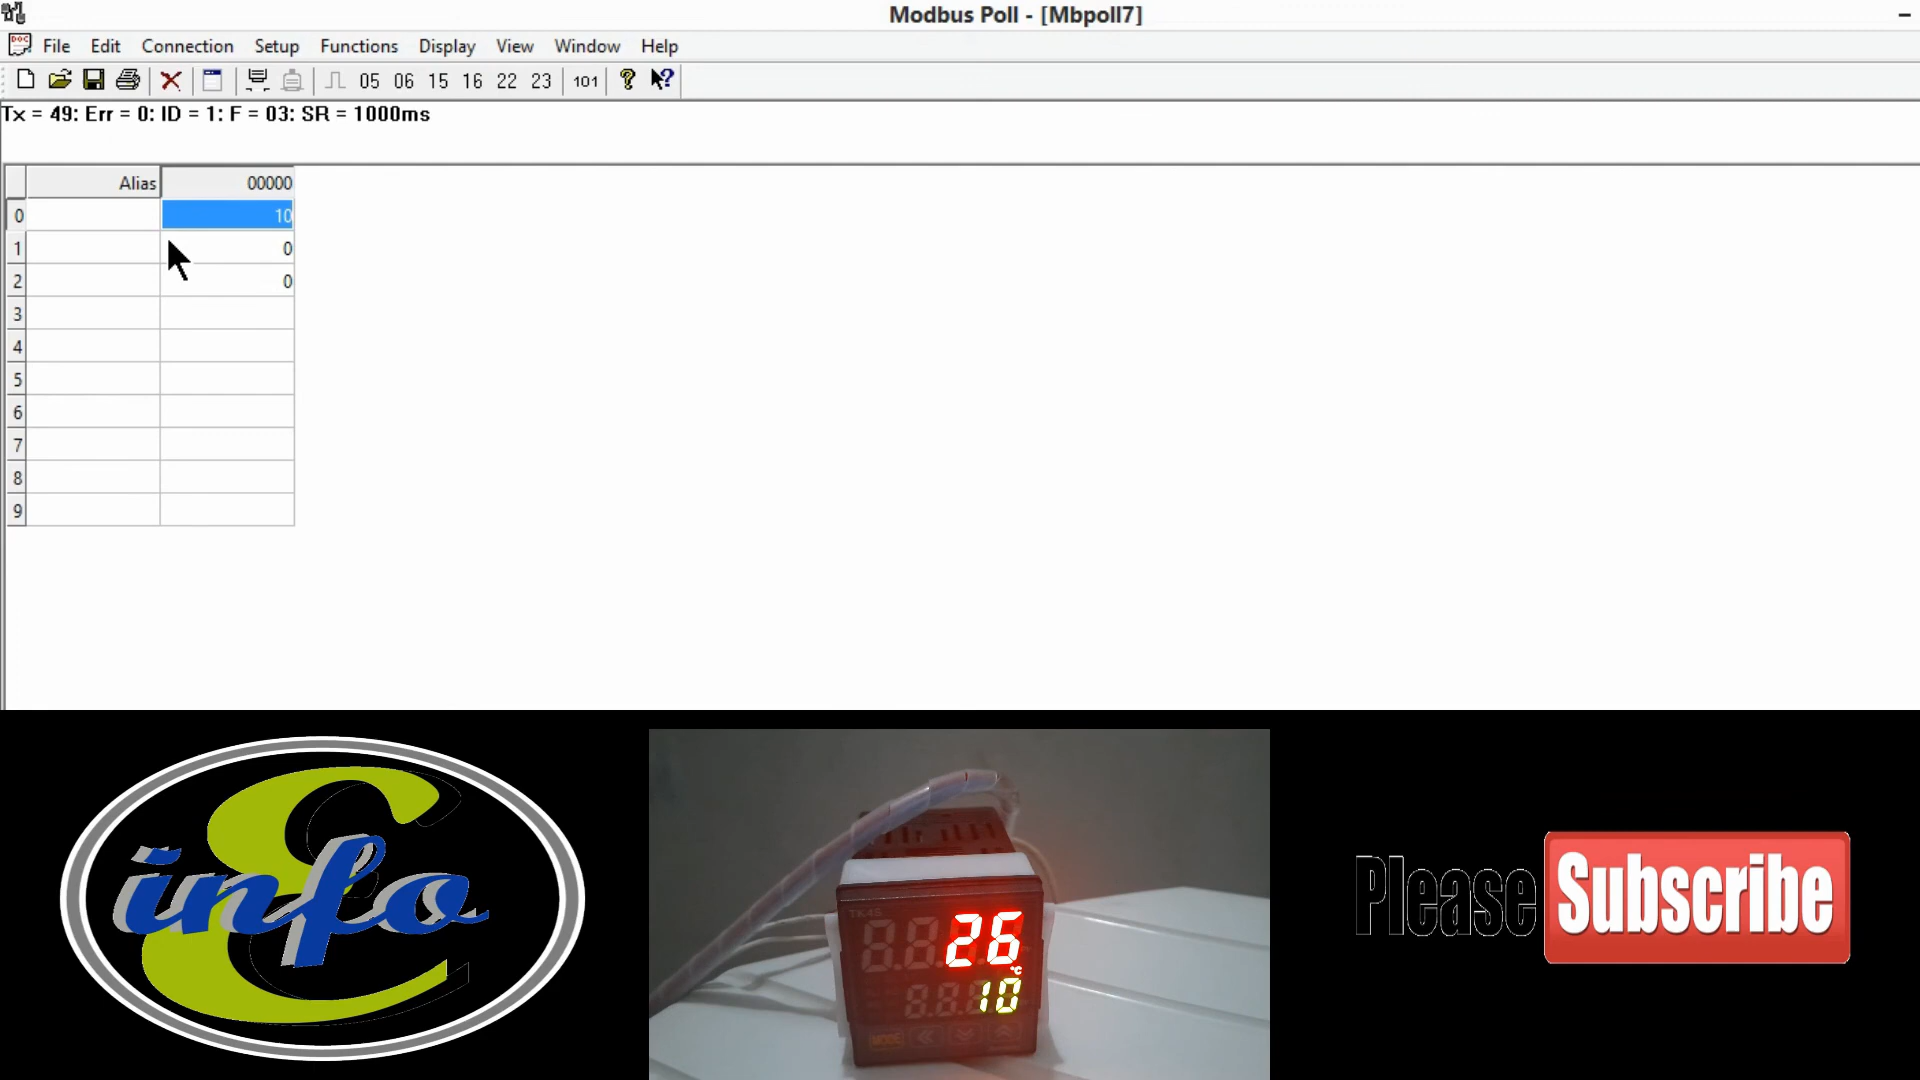 Modbus Poll - [Mbpoll7]
File Edit Connection Setup Functions Display View Window Help
05 06 15 16 22 23 101
Tx = 49: Err = 0: ID = 1: F = 03: SR = 1000ms
Alias 00000
0 10
1 0
2 0
3
4
5
6
7
8
9
info
TK4S
26
°C
10
MODE
Please Subscribe